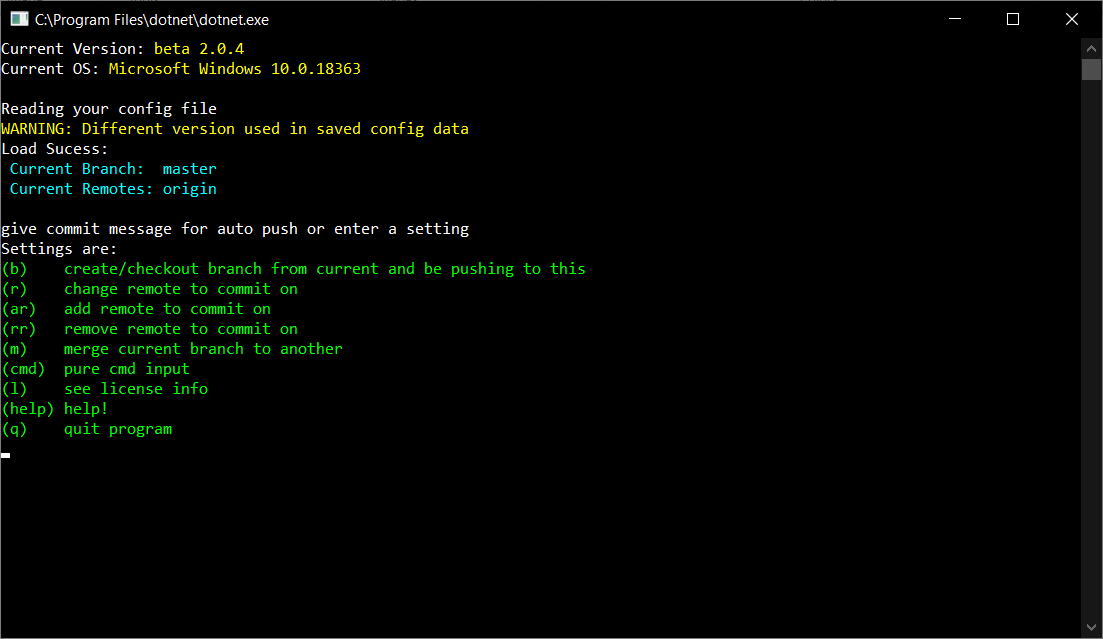 C:\Program Files\dotnet\dotnet.exe
Current Version: beta 2.0.4
Current OS: Microsoft Windows 10.0.18363
Reading your config file
WARNING: Different version used in saved config data
Load Sucess:
Current Branch:  master
Current Remotes: origin
give commit message for auto push or enter a setting
Settings are:
(b)    create/checkout branch from current and be pushing to this
(r)    change remote to commit on
(ar)   add remote to commit on
(rr)   remove remote to commit on
(m)    merge current branch to another
(cmd)  pure cmd input
(l)    see license info
(help) help!
(q)    quit program